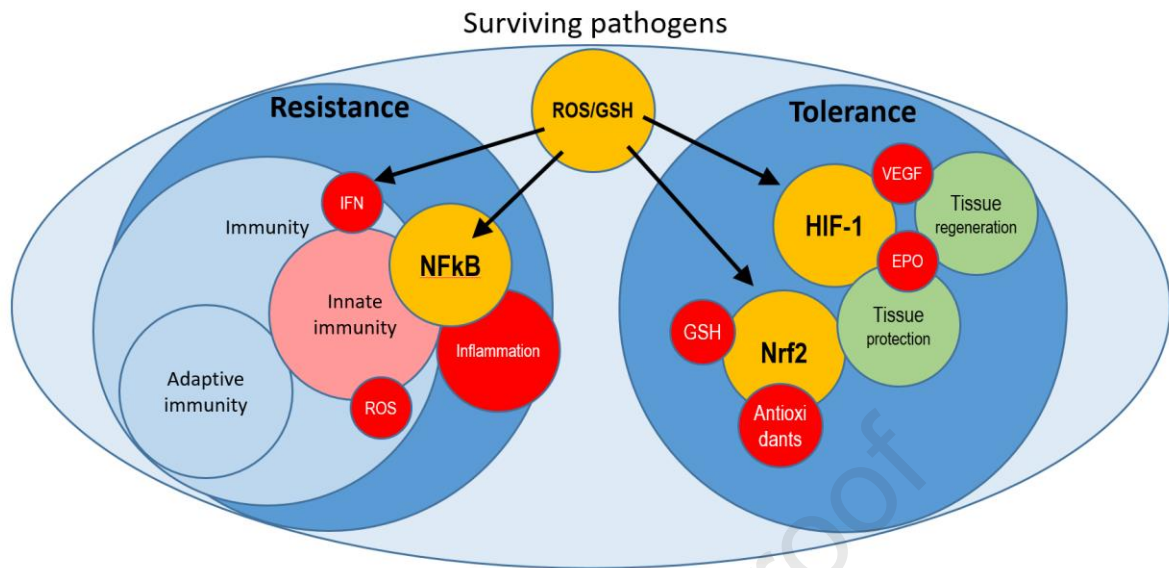 Surviving pathogens
Resistance
ROS/GSH
Tolerance
IFN
Immunity
NFkB
Innate
immunity
Inflammation
Adaptive
immunity
ROS
VEGF
HIF-1
Tissue
regeneration
EPO
GSH
Nrf2
Tissue
protection
Antioxi
dants
roof